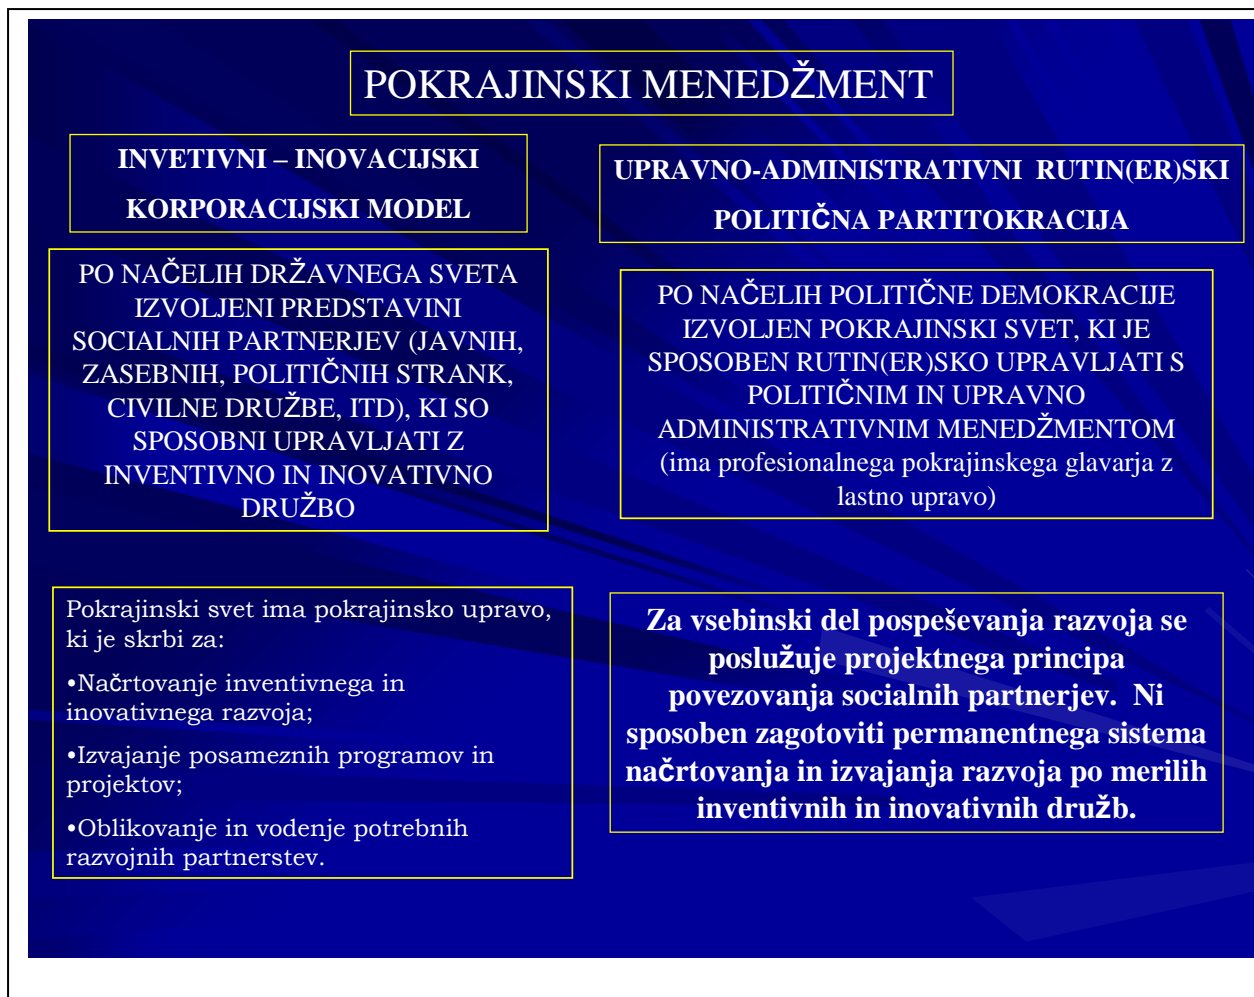 POKRAJINSKI MENEDŽMENT
INVETIVNI – INOVACIJSKI
KORPORACIJSKI MODEL
PO NAČELIH DRŽAVNEGA SVETA
IZVOLJENI PREDSTAVINI
SOCIALNIH PARTNERJEV (JAVNIH,
ZASEBNIH, POLITIČNIH STRANK,
CIVILNE DRUŽBE, ITD), KI SO
SPOSOBNI UPRAVLJATI Z
INVENTIVNO IN INOVATIVNO
DRUŽBO
Pokrajinski svet ima pokrajinsko upravo,
ki je skrbi za:
•Načrtovanje inventivnega in
inovativnega razvoja;
•Izvajanje posameznih programov in
projektov;
•Oblikovanje in vodenje potrebnih
razvojnih partnerstev.
UPRAVNO-ADMINISTRATIVNI RUTIN(ER)SKI
POLITIČNA PARTITOKRACIJA
PO NAČELIH POLITIČNE DEMOKRACIJE
IZVOLJEN POKRAJINSKI SVET, KI JE
SPOSOBEN RUTIN(ER)SKO UPRAVLJATI S
POLITIČNIM IN UPRAVNO
ADMINISTRATIVNIM MENEDŽMENTOM
(ima profesionalnega pokrajinskega glavarja z
lastno upravo)
Za vsebinski del pospeševanja razvoja se
poslužuje projektnega principa
povezovanja socialnih partnerjev. Ni
sposoben zagotoviti permanentnega sistema
načrtovanja in izvajanja razvoja po merilih
inventivnih in inovativnih družb.